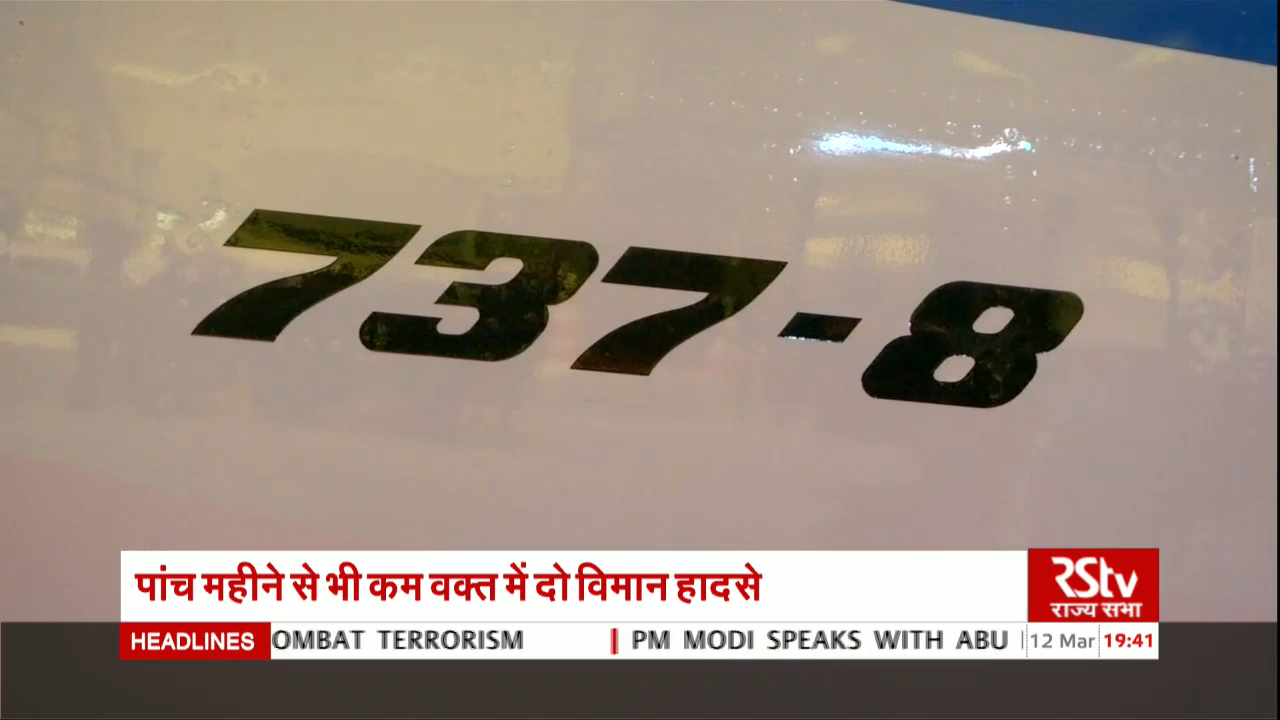 737-8
पांच महीने से भी कम वक्त में दो विमान हादसे
RStv
राज्य सभा
HEADLINES OMBAT TERRORISM | PM MODI SPEAKS WITH ABU 12 Mar 19:41